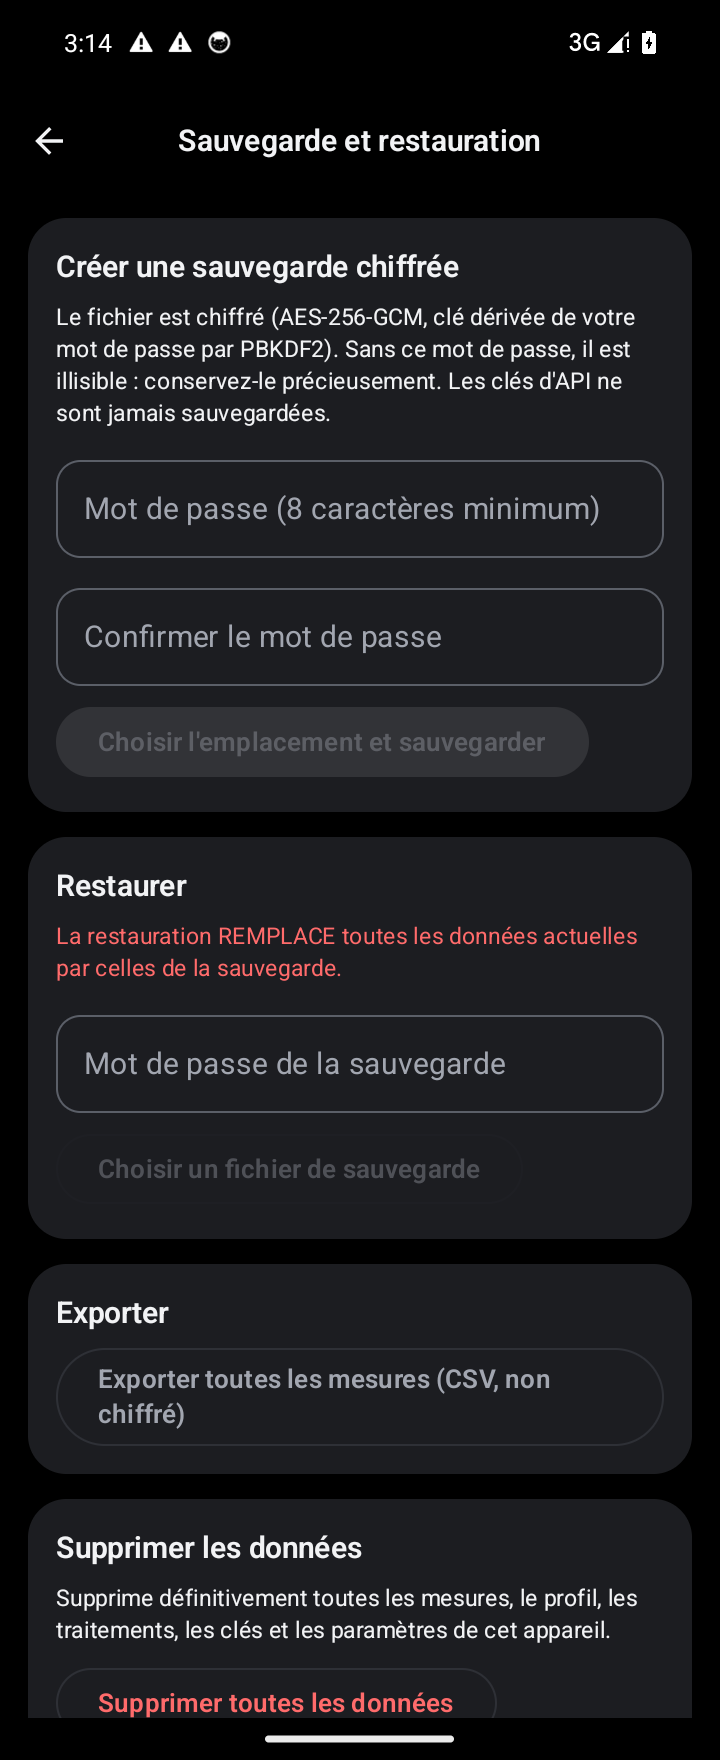 3:14
3G
Sauvegarde et restauration
Créer une sauvegarde chiffrée
Le fichier est chiffré (AES-256-GCM, clé dérivée de votre
mot de passe par PBKDF2). Sans ce mot de passe, il est
illisible : conservez-le précieusement. Les clés d'API ne
sont jamais sauvegardées.
Mot de passe (8 caractères minimum)
Confirmer le mot de passe
Choisir l'emplacement et sauvegarder
Restaurer
La restauration REMPLACE toutes les données actuelles
par celles de la sauvegarde.
Mot de passe de la sauvegarde
Choisir un fichier de sauvegarde
Exporter
Exporter toutes les mesures (CSV, non
chiffré)
Supprimer les données
Supprime définitivement toutes les mesures, le profil, les
traitements, les clés et les paramètres de cet appareil.
Supprimer toutes les données